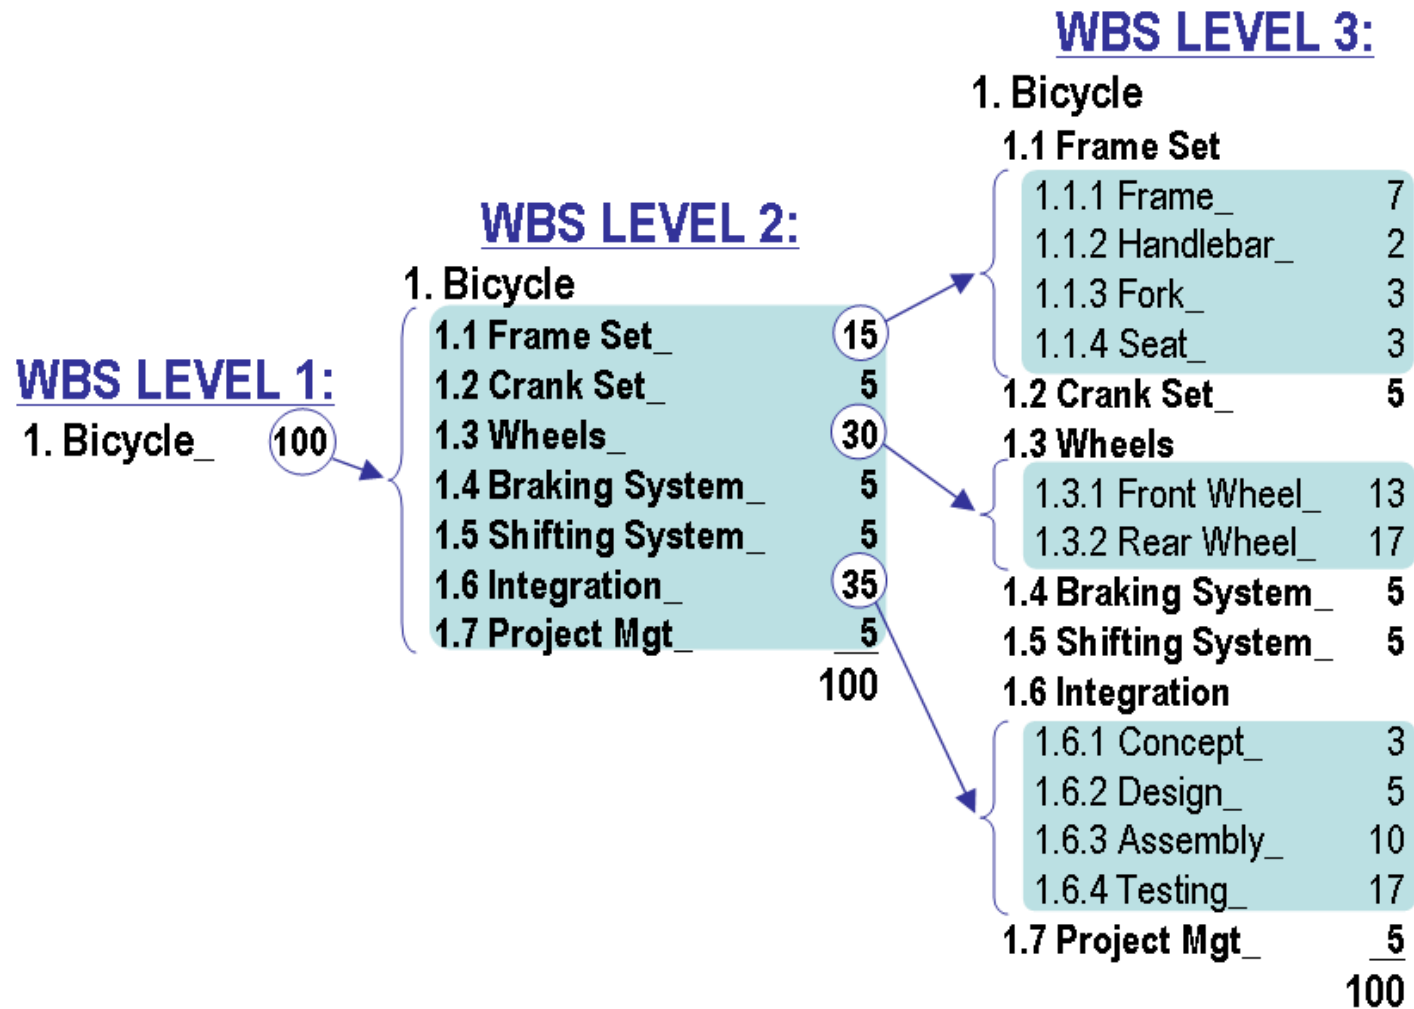 WBS LEVEL 1:
1. Bicycle_ 100
WBS LEVEL 2:
1. Bicycle
1.1 Frame Set_ 15
1.2 Crank Set_ 5
1.3 Wheels_ 30
1.4 Braking System_ 5
1.5 Shifting System_ 5
1.6 Integration_ 35
1.7 Project Mgt_ 5
100
WBS LEVEL 3:
1. Bicycle
1.1 Frame Set
1.1.1 Frame_ 7
1.1.2 Handlebar_ 2
1.1.3 Fork_ 3
1.1.4 Seat_ 3
1.2 Crank Set_ 5
1.3 Wheels
1.3.1 Front Wheel_ 13
1.3.2 Rear Wheel_ 17
1.4 Braking System_ 5
1.5 Shifting System_ 5
1.6 Integration
1.6.1 Concept_ 3
1.6.2 Design_ 5
1.6.3 Assembly_ 10
1.6.4 Testing_ 17
1.7 Project Mgt_ 5
100